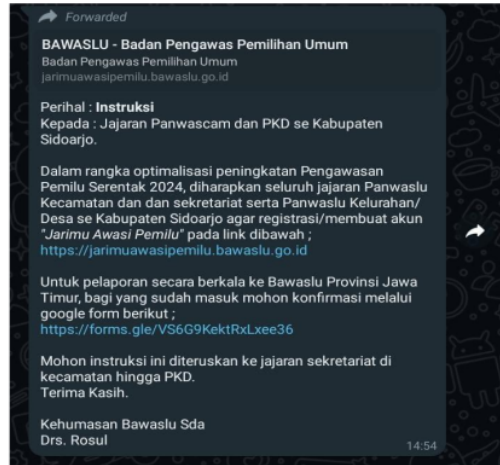 Forwarded
BAWASLU - Badan Pengawas Pemilihan Umum
Badan Pengawas Pemilihan Umum
jarimuawasipemilu.bawaslu.go.id
Perihal : Instruksi
Kepada : Jajaran Panwascam dan PKD se Kabupaten
Sidoarjo.
Dalam rangka optimalisasi peningkatan Pengawasan
Pemilu Serentak 2024, diharapkan seluruh jajaran Panwaslu
Kecamatan dan dan sekretariat serta Panwaslu Kelurahan/
Desa se Kabupaten Sidoarjo agar registrasi/membuat akun
"Jarimu Awasi Pemilu" pada link dibawah ;
https://jarimuawasipemilu.bawaslu.go.id
Untuk pelaporan secara berkala ke Bawaslu Provinsi Jawa
Timur, bagi yang sudah masuk mohon konfirmasi melalui
google form berikut ;
https://forms.gle/VS6G9KektRxLxee36
Mohon instruksi ini diteruskan ke jajaran sekretariat di
kecamatan hingga PKD.
Terima Kasih.
Kehumasan Bawaslu Sda
Drs. Rosul
14:54